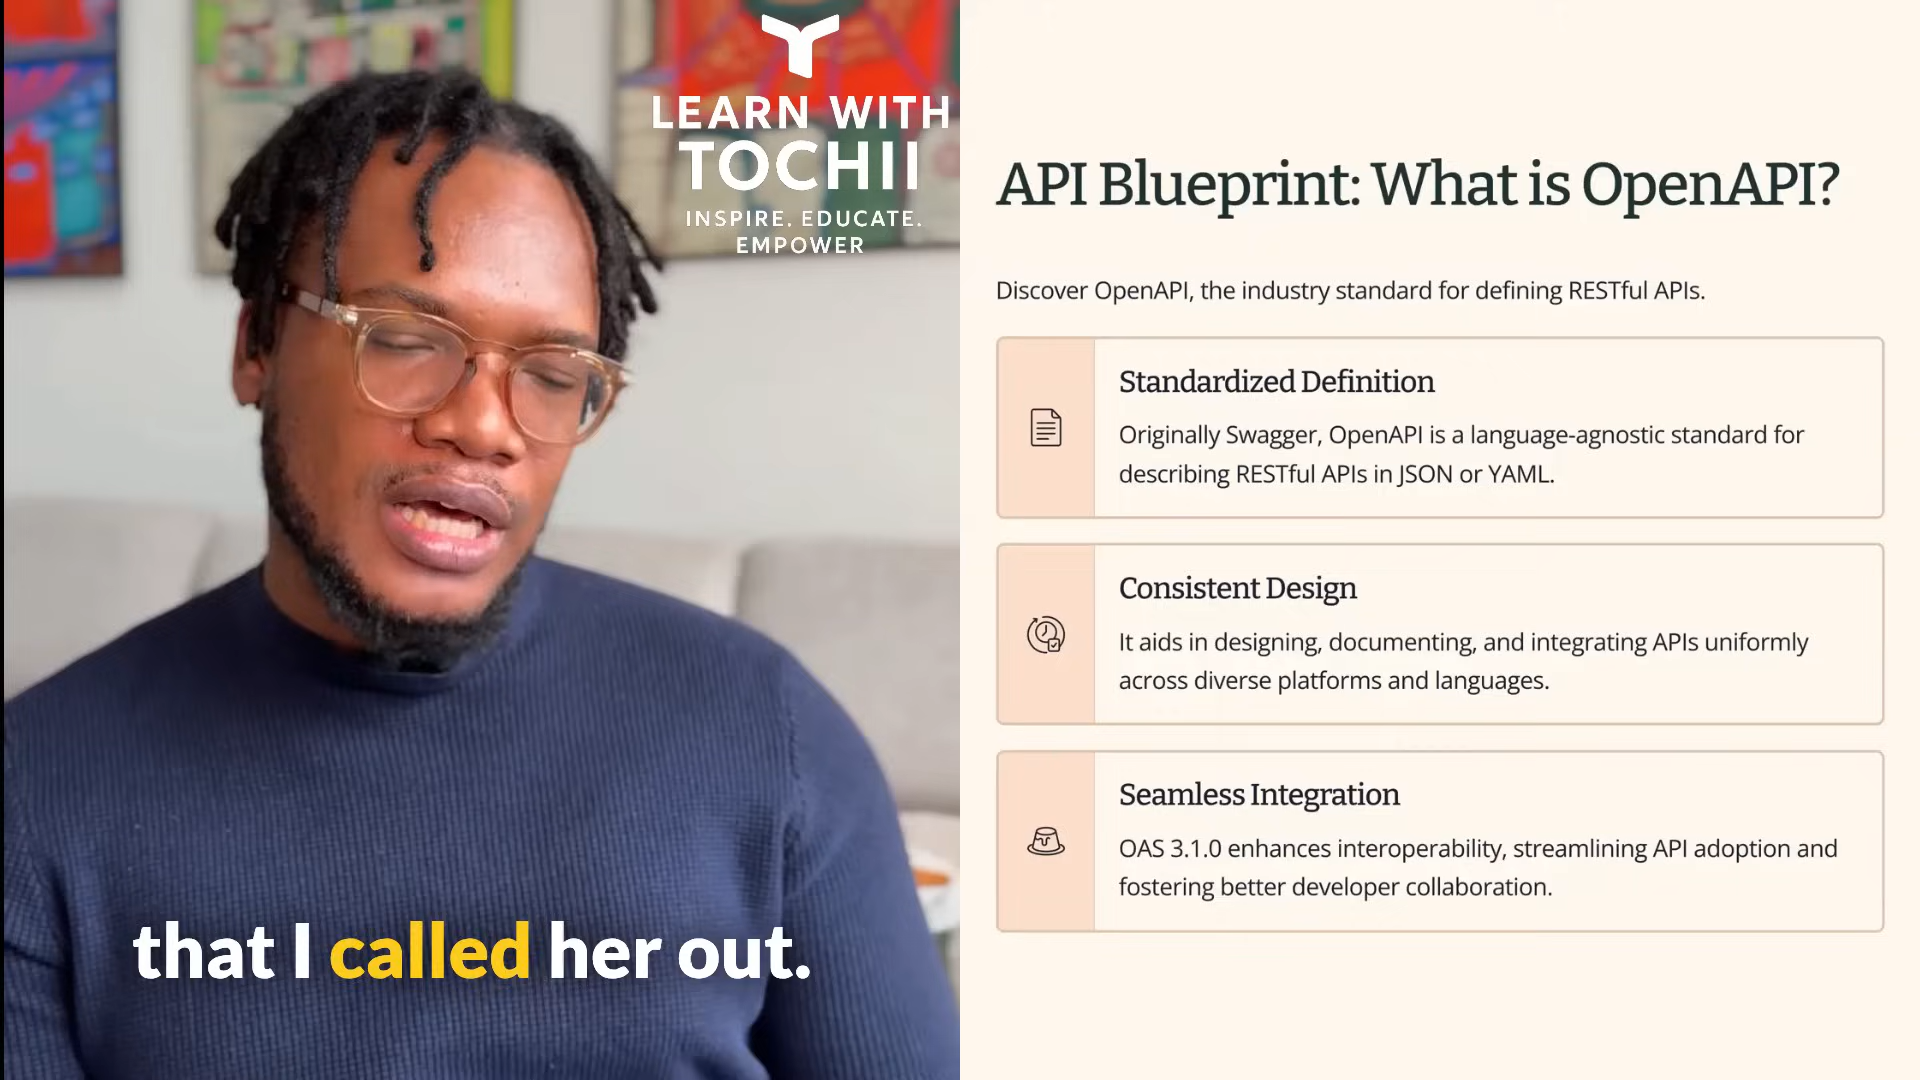 LEARN WITH
TOCHII
INSPIRE. EDUCATE.
EMPOWER
that I called her out.
API Blueprint: What is OpenAPI?
Discover OpenAPI, the industry standard for defining RESTful APIs.
Standardized Definition
Originally Swagger, OpenAPI is a language-agnostic standard for
describing RESTful APIs in JSON or YAML.
Consistent Design
It aids in designing, documenting, and integrating APIs uniformly
across diverse platforms and languages.
Seamless Integration
OAS 3.1.0 enhances interoperability, streamlining API adoption and
fostering better developer collaboration.